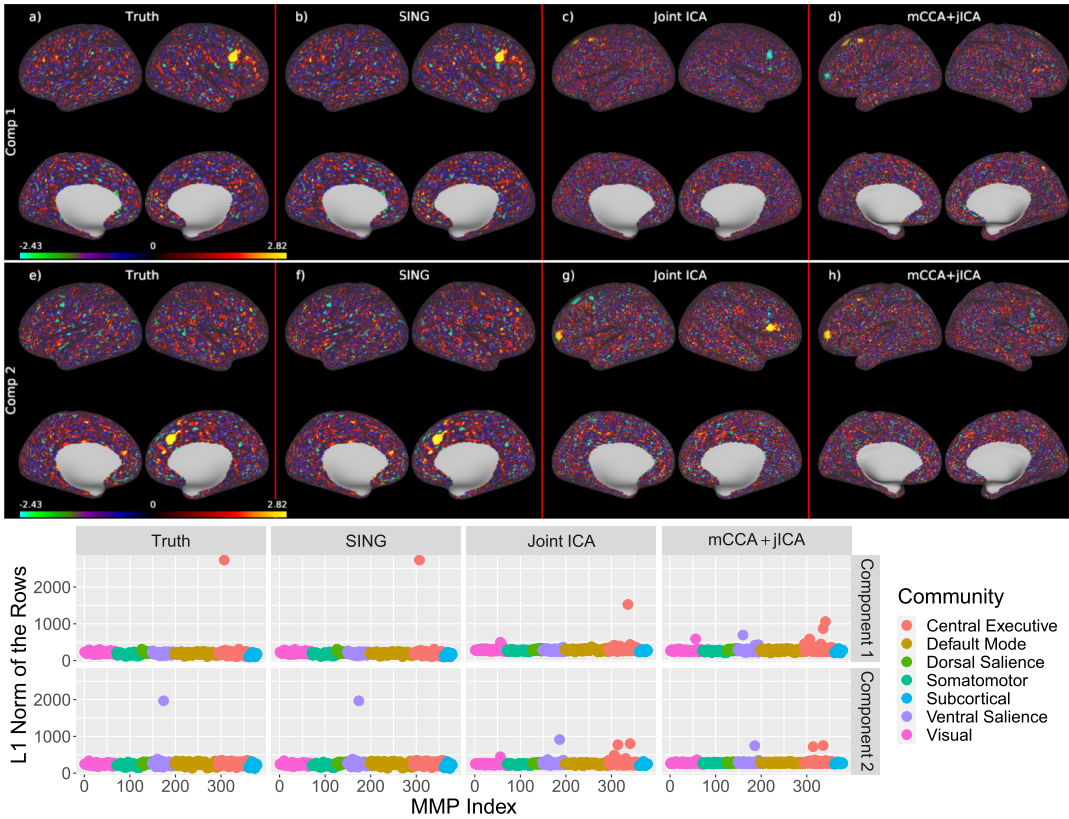 a) Truth b) SING c) Joint ICA d) mCCA+jICA
Comp 1
-2.43 0 2.82
e) Truth f) SING g) Joint ICA h) mCCA+jICA
Comp 2
-2.43 0 2.82
Truth SING Joint ICA mCCA+jICA
L1 Norm of the Rows
2000
1000
0
Component 1
2000
1000
0
Component 2
0 100 200 300 0 100 200 300 0 100 200 300 0 100 200 300
MMP Index
Community
Central Executive
Default Mode
Dorsal Salience
Somatomotor
Subcortical
Ventral Salience
Visual